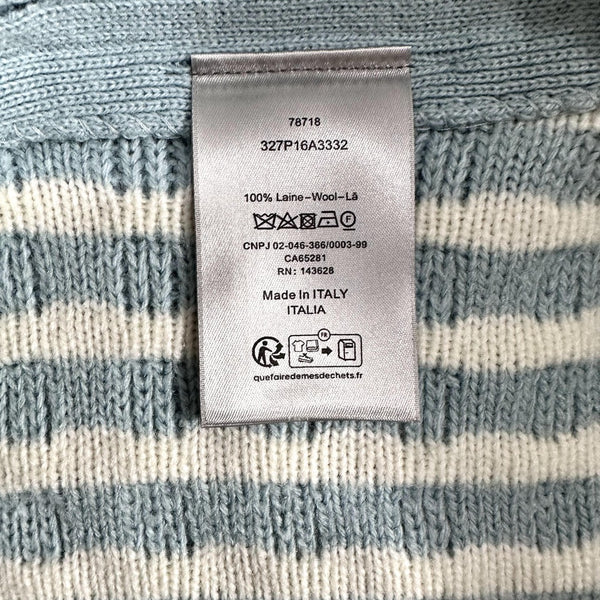 78718
327P16A3332
100% Laine-Wool-Lã
CNPJ 02-046-366/0003-99
CA65281
RN: 143628
Made in ITALY
ITALIA
FR
quefairedemesdechets.fr